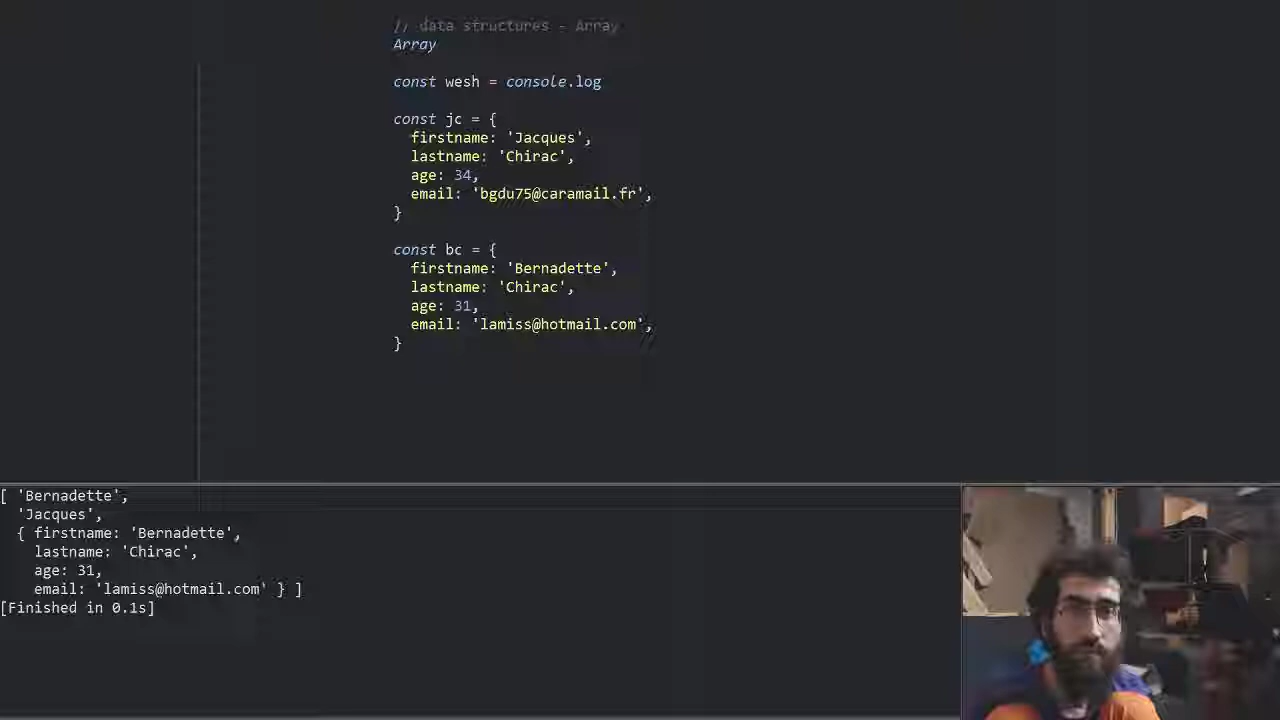 // data structures - Array
Array
const wesh = console.log
const jc = {
  firstname: 'Jacques',
  lastname: 'Chirac',
  age: 34,
  email: 'bgdu75@caramail.fr',
}
const bc = {
  firstname: 'Bernadette',
  lastname: 'Chirac',
  age: 31,
  email: 'lamiss@hotmail.com',
}
[ 'Bernadette',
  'Jacques',
  { firstname: 'Bernadette',
    lastname: 'Chirac',
    age: 31,
    email: 'lamiss@hotmail.com' } ]
[Finished in 0.1s]